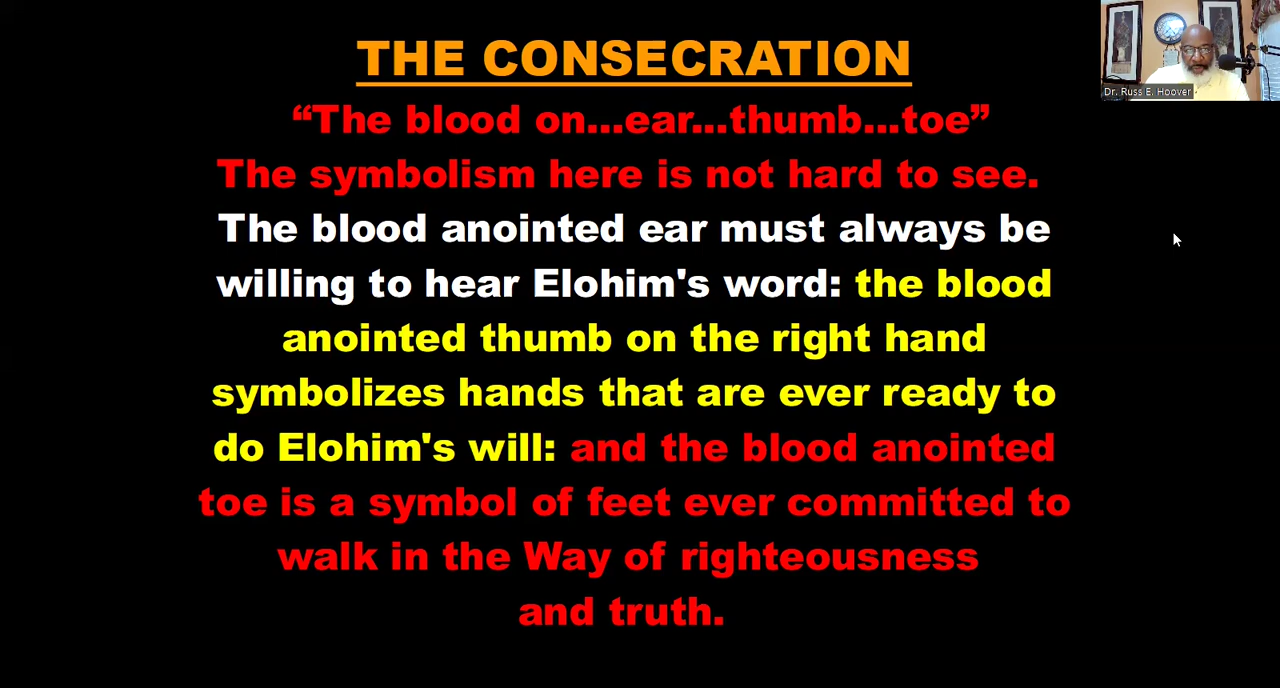 THE CONSECRATION
“The blood on...ear...thumb...toe”
The symbolism here is not hard to see.
The blood anointed ear must always be
willing to hear Elohim's word: the blood
anointed thumb on the right hand
symbolizes hands that are ever ready to
do Elohim's will: and the blood anointed
toe is a symbol of feet ever committed to
walk in the Way of righteousness
and truth.
Dr. Russ E. Hoover